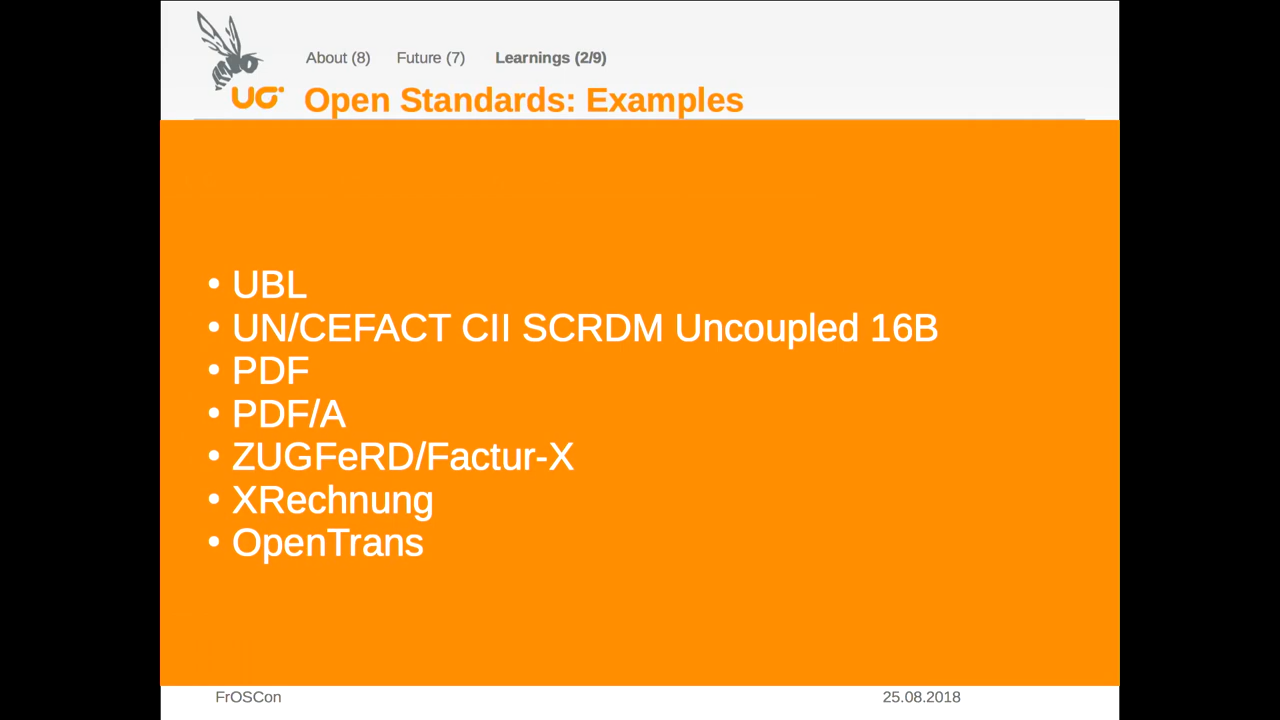 About (8) Future (7) Learnings (2/9)
UG
Open Standards: Examples
• UBL
• UN/CEFACT CII SCRDM Uncoupled 16B
• PDF
• PDF/A
• ZUGFeRD/Factur-X
• XRechnung
• OpenTrans
FrOSCon 25.08.2018